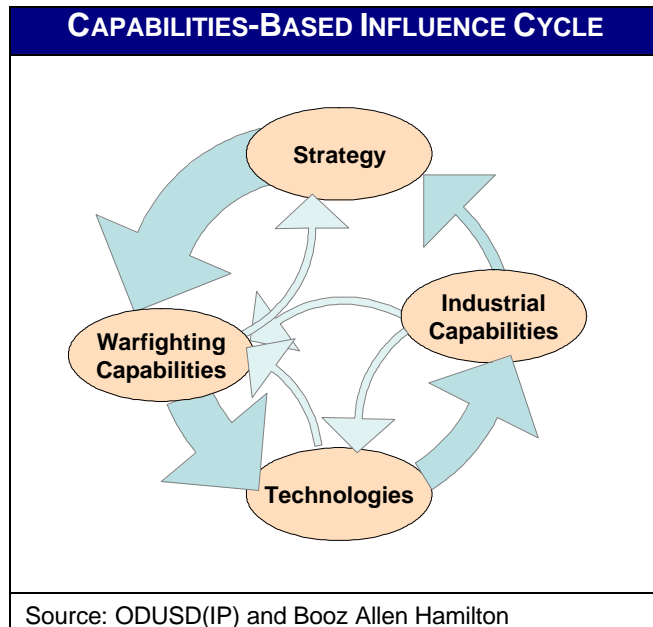 CAPABILITIES-BASED INFLUENCE CYCLE
Strategy
Industrial
Capabilities
Warfighting
Capabilities
Technologies
Source: ODUSD(IP) and Booz Allen Hamilton